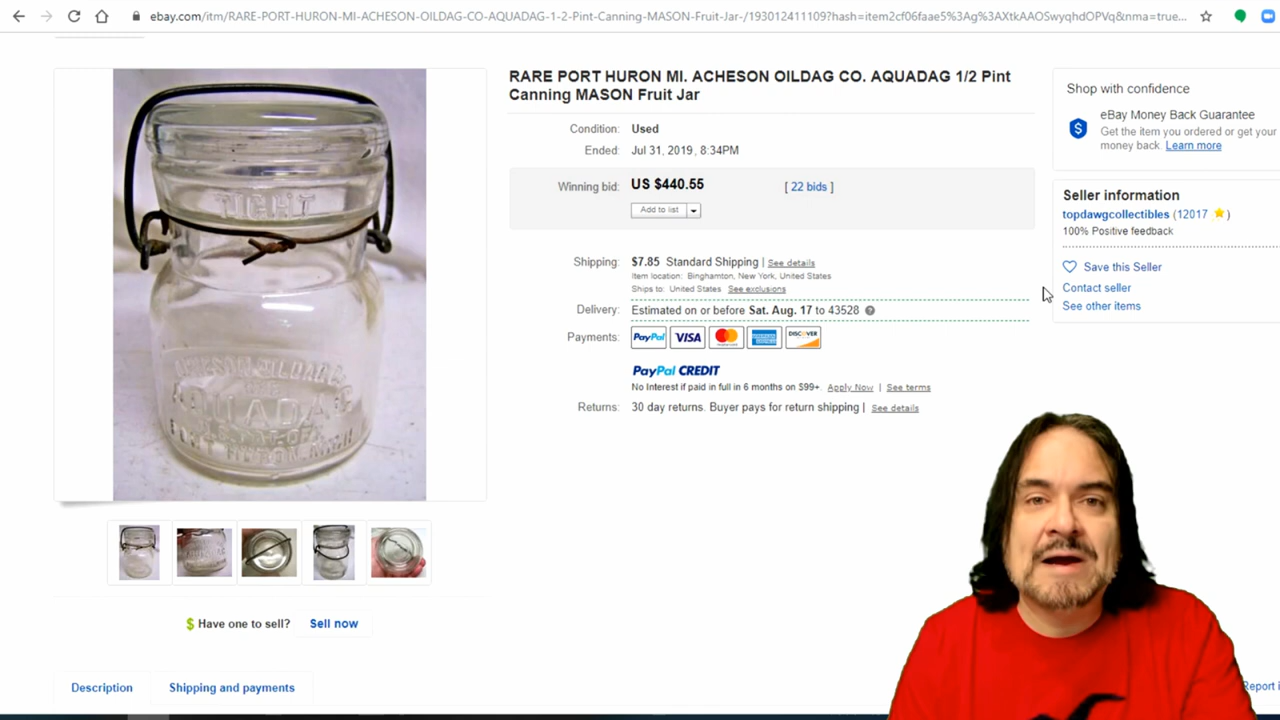 ebay.com/itm/RARE-PORT-HURON-MI-ACHESON-OILDAG-CO-AQUADAG-1-2-Pint-Canning-MASON-Fruit-Jar-/193012411109?hash=item2cf06faae5%3Ag%3AXtkAAOSwyqhdOPVq&nma=true...
RARE PORT HURON MI. ACHESON OILDAG CO. AQUADAG 1/2 Pint
Canning MASON Fruit Jar
Condition: Used
Ended: Jul 31, 2019 , 8:34PM
Winning bid: US $440.55 [ 22 bids ]
Add to list
Shipping: $7.85 Standard Shipping | See details
Item location: Binghamton, New York, United States
Ships to: United States See exclusions
Delivery: Estimated on or before Sat. Aug. 17 to 43528
Payments: PayPal VISA MasterCard AMERICAN EXPRESS DISCOVER
PayPal CREDIT
No Interest if paid in full in 6 months on $99+. Apply Now | See terms
Returns: 30 day returns. Buyer pays for return shipping | See details
Shop with confidence
eBay Money Back Guarantee
Get the item you ordered or get your
money back. Learn more
Seller information
topdawgcollectibles (12017 )
100% Positive feedback
Save this Seller
Contact seller
See other items
TIGHT
ACHESON OILDAG CO.
PORT HURON MICH
$ Have one to sell? Sell now
Description Shipping and payments
Report i